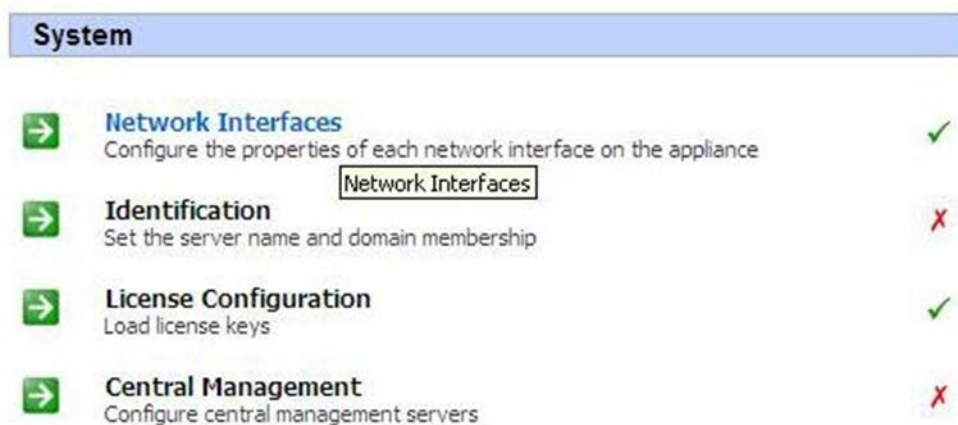 System
Network Interfaces
Configure the properties of each network interface on the appliance
Network Interfaces
Identification
Set the server name and domain membership
License Configuration
Load license keys
Central Management
Configure central management servers